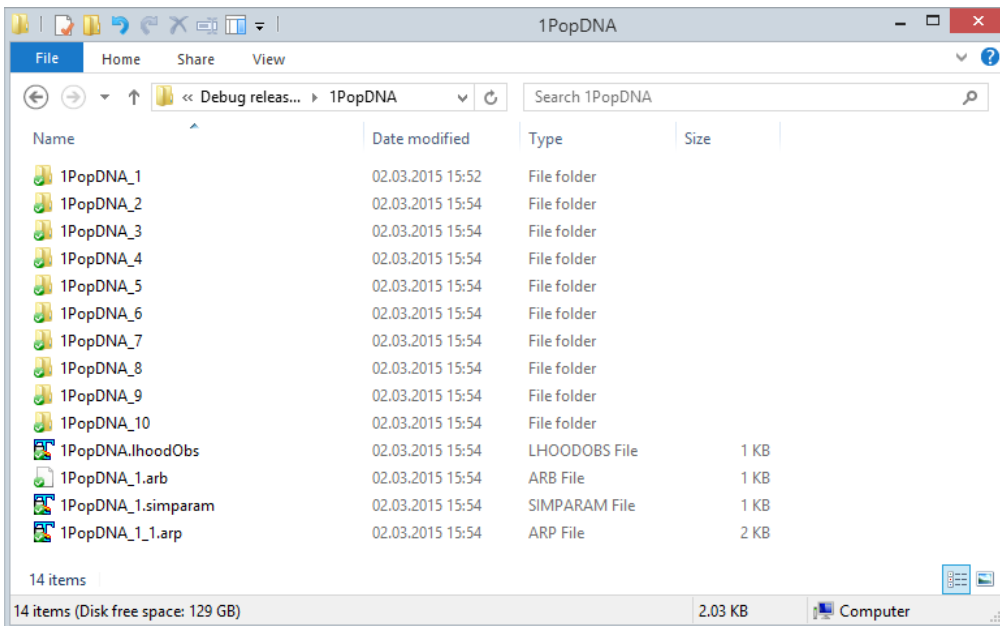 1PopDNA
File Home Share View
« Debug releas... 1PopDNA Search 1PopDNA
Name Date modified Type Size
1PopDNA_1 02.03.2015 15:52 File folder
1PopDNA_2 02.03.2015 15:54 File folder
1PopDNA_3 02.03.2015 15:54 File folder
1PopDNA_4 02.03.2015 15:54 File folder
1PopDNA_5 02.03.2015 15:54 File folder
1PopDNA_6 02.03.2015 15:54 File folder
1PopDNA_7 02.03.2015 15:54 File folder
1PopDNA_8 02.03.2015 15:54 File folder
1PopDNA_9 02.03.2015 15:54 File folder
1PopDNA_10 02.03.2015 15:54 File folder
1PopDNA.lhoodObs 02.03.2015 15:54 LHOODOBS File 1 KB
1PopDNA_1.arb 02.03.2015 15:54 ARB File 1 KB
1PopDNA_1.simparam 02.03.2015 15:54 SIMPARAM File 1 KB
1PopDNA_1_1.arp 02.03.2015 15:54 ARP File 2 KB
14 items
14 items (Disk free space: 129 GB) 2.03 KB Computer